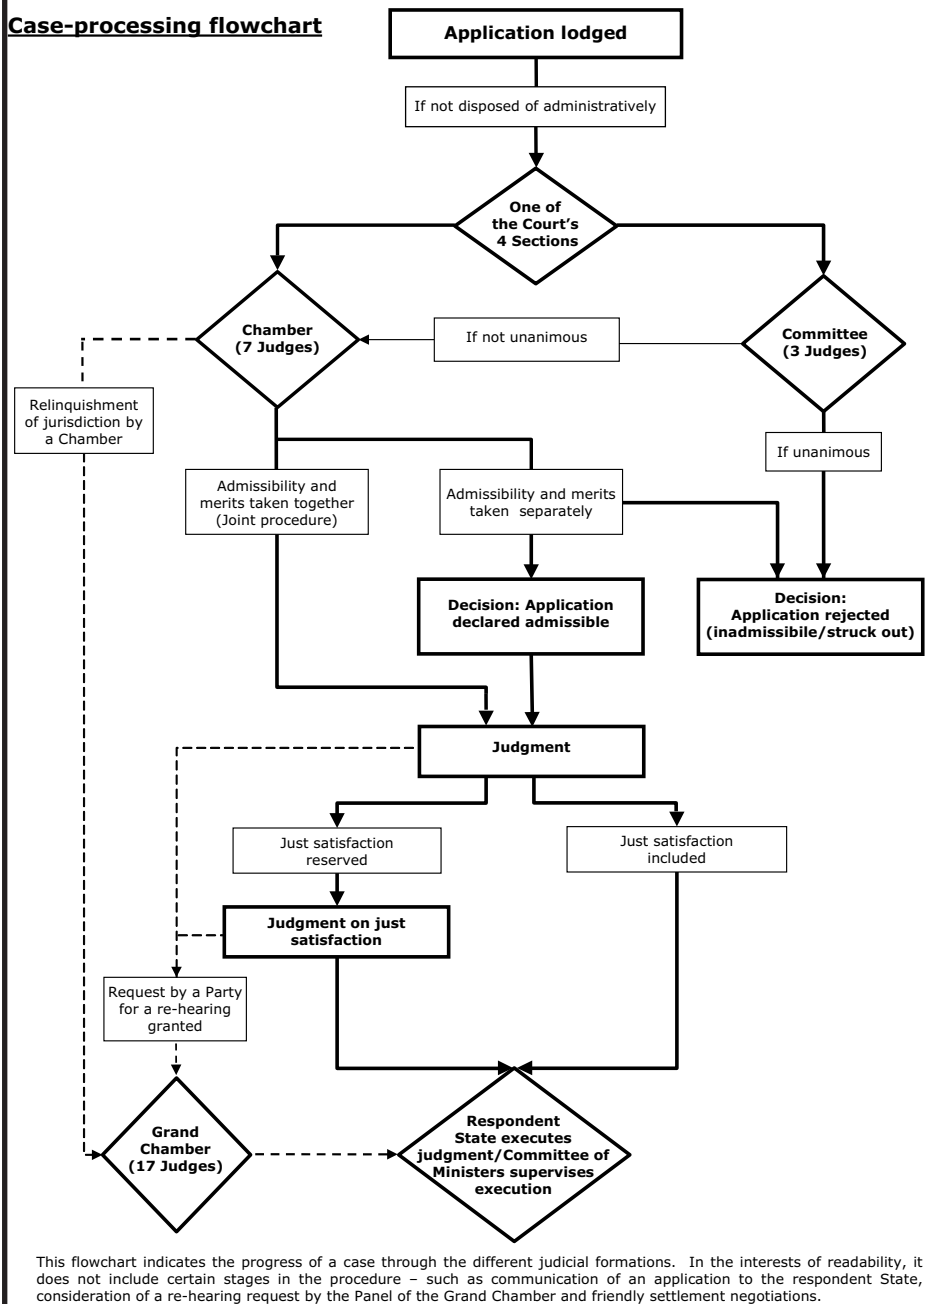 Case-processing flowchart
Application lodged
If not disposed of administratively
One of
the Court's
4 Sections
Chamber
(7 Judges)
If not unanimous
Committee
(3 Judges)
Relinquishment
of jurisdiction by
a Chamber
If unanimous
Admissibility and
merits taken together
(Joint procedure)
Admissibility and merits
taken separately
Decision: Application
declared admissible
Decision:
Application rejected
(inadmissibile/struck out)
Judgment
Just satisfaction
reserved
Just satisfaction
included
Judgment on just
satisfaction
Request by a Party
for a re-hearing
granted
Grand
Chamber
(17 Judges)
Respondent
State executes
judgment/Committee of
Ministers supervises
execution
This flowchart indicates the progress of a case through the different judicial formations. In the interests of readability, it
does not include certain stages in the procedure – such as communication of an application to the respondent State,
consideration of a re-hearing request by the Panel of the Grand Chamber and friendly settlement negotiations.